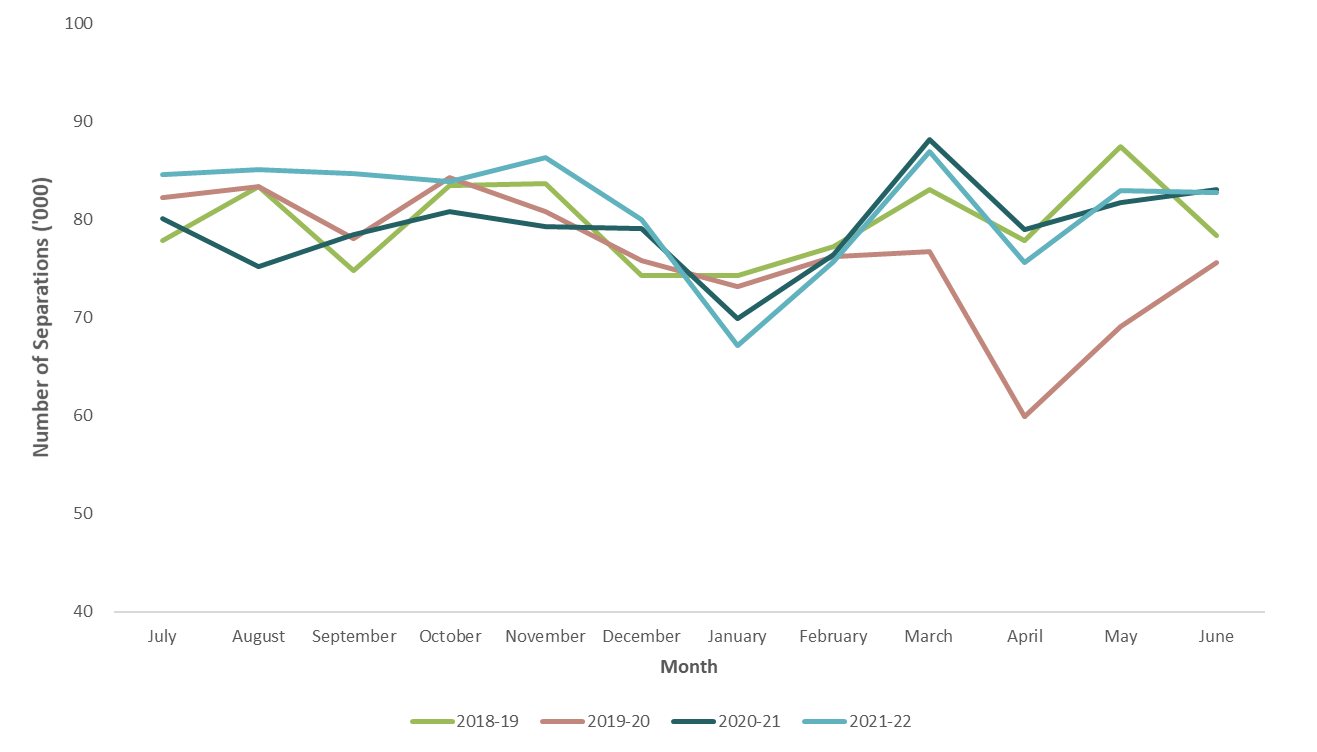 100
90
80
70
60
50
40
Number of Separations ('000)
July August September October November December January February March April May June
Month
2018-19 2019-20 2020-21 2021-22